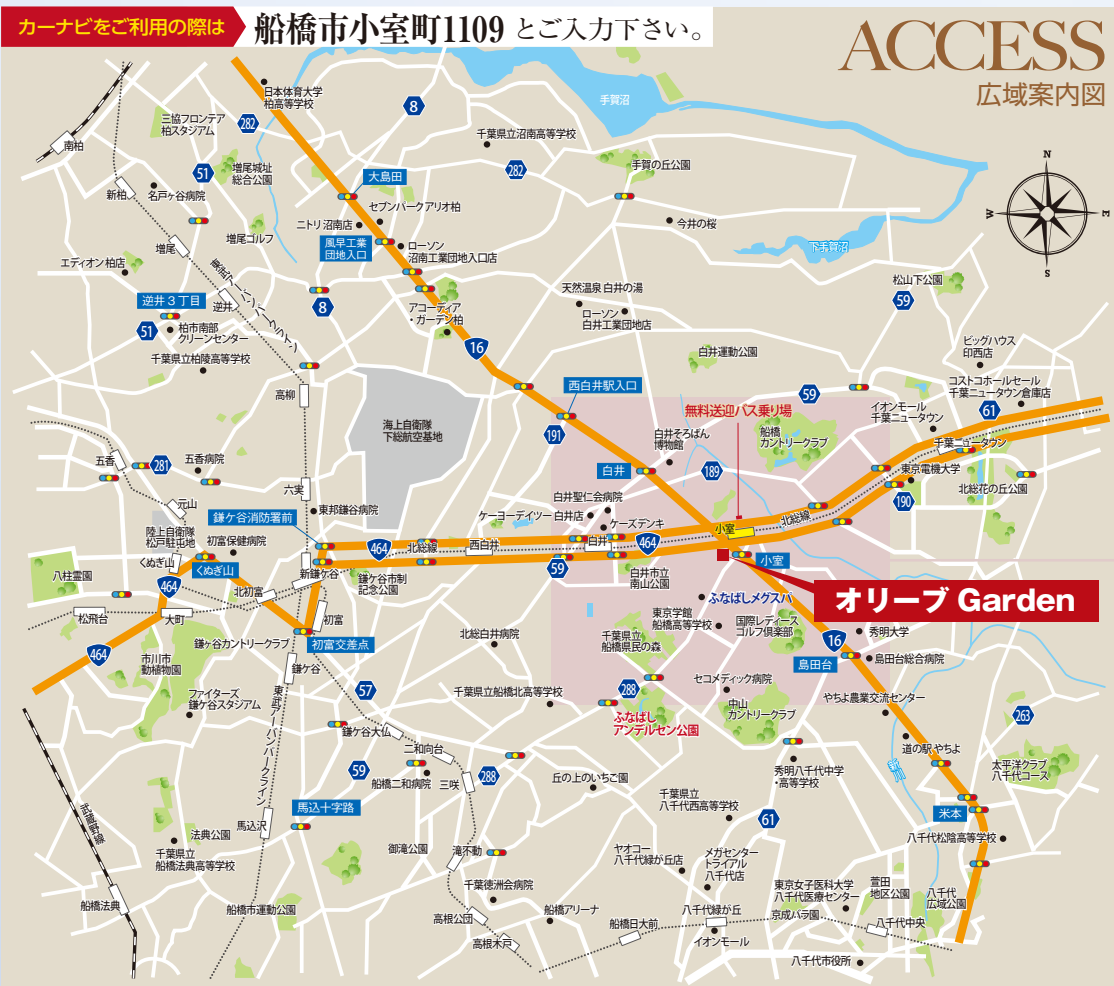 カーナビをご利用の際は
船橋市小室町1109 とご入力下さい。
ACCESS
広域案内図
日本体育大学
柏高等学校
8
手賀沼
三協フロンテア
柏スタジアム
282
千葉県立沼南高等学校
南柏
手賀の丘公園
N
W
E
S
51
増尾城址
総合公園
大島田
282
新柏
名戸ヶ谷病院
セブンパークアリオ柏
ニトリ 沼南店
今井の桜
増尾
増尾ゴルフ
風早工業
団地入口
ローソン
沼南工業団地入口店
下手賀沼
エディオン 柏店
東武アーバンパークライン
松山下公園
天然温泉 白井の湯
59
逆井3丁目
逆井
8
アコーディア
・ガーデン柏
ローソン
白井工業団地店
51
柏市南部
クリーンセンター
16
ビッグハウス
印西店
千葉県立柏陵高等学校
白井運動公園
高柳
西白井駅入口
59
コストコホールセール
千葉ニュータウン倉庫店
61
無料送迎バス乗り場
イオンモール
千葉ニュータウン
海上自衛隊
下総航空基地
191
白井そろばん
博物館
船橋
カントリークラブ
千葉ニュータウン
五香
281
五香病院
白井
189
東京電機大学
六実
北総花の丘公園
190
元山
東邦鎌谷病院
白井聖仁会病院
鎌ケ谷消防署前
ケーヨーデイツー 白井店
ケーズデンキ
陸上自衛隊
松戸駐屯地
初富保健病院
小室
北総線
464
北総線
西白井
白井
464
くぬぎ山
小室
くぬぎ山
新鎌ケ谷
59
八柱霊園
464
鎌ケ谷市制
記念公園
白井市立
南山公園
オリーブ Garden
北初富
ふなばしメグスパ
松飛台
大町
初富
東京学館
船橋高等学校
国際レディース
ゴルフ倶楽部
16
秀明大学
鎌ケ谷カントリークラブ
初富交差点
北総白井病院
千葉県立
船橋県民の森
464
市川市
動植物園
鎌ケ谷
島田台
島田台総合病院
セコメディック病院
ファイターズ
鎌ケ谷スタジアム
57
千葉県立船橋北高等学校
288
中山
カントリークラブ
やちよ農業交流センター
東武アーバンパークライン
ふなばし
アンデルセン公園
263
鎌ケ谷大仏
二和向台
道の駅 やちよ
太平洋クラブ
八千代コース
59
船橋二和病院
三咲
288
丘の上のいちご園
秀明八千代中学
・高等学校
武蔵野線
馬込十字路
千葉県立
八千代西高等学校
61
米本
馬込沢
法典公園
御滝公園
滝不動
八千代松陰高等学校
千葉県立
船橋法典高等学校
ヤオコー
八千代緑が丘店
メガセンター
トライアル
八千代店
千葉徳洲会病院
東京女子医科大学
八千代医療センター
萱田
地区公園
八千代
広域公園
船橋法典
船橋市運動公園
高根公団
船橋アリーナ
船橋日大前
八千代緑が丘
京成バラ園
八千代中央
高根木戸
イオンモール
八千代市役所